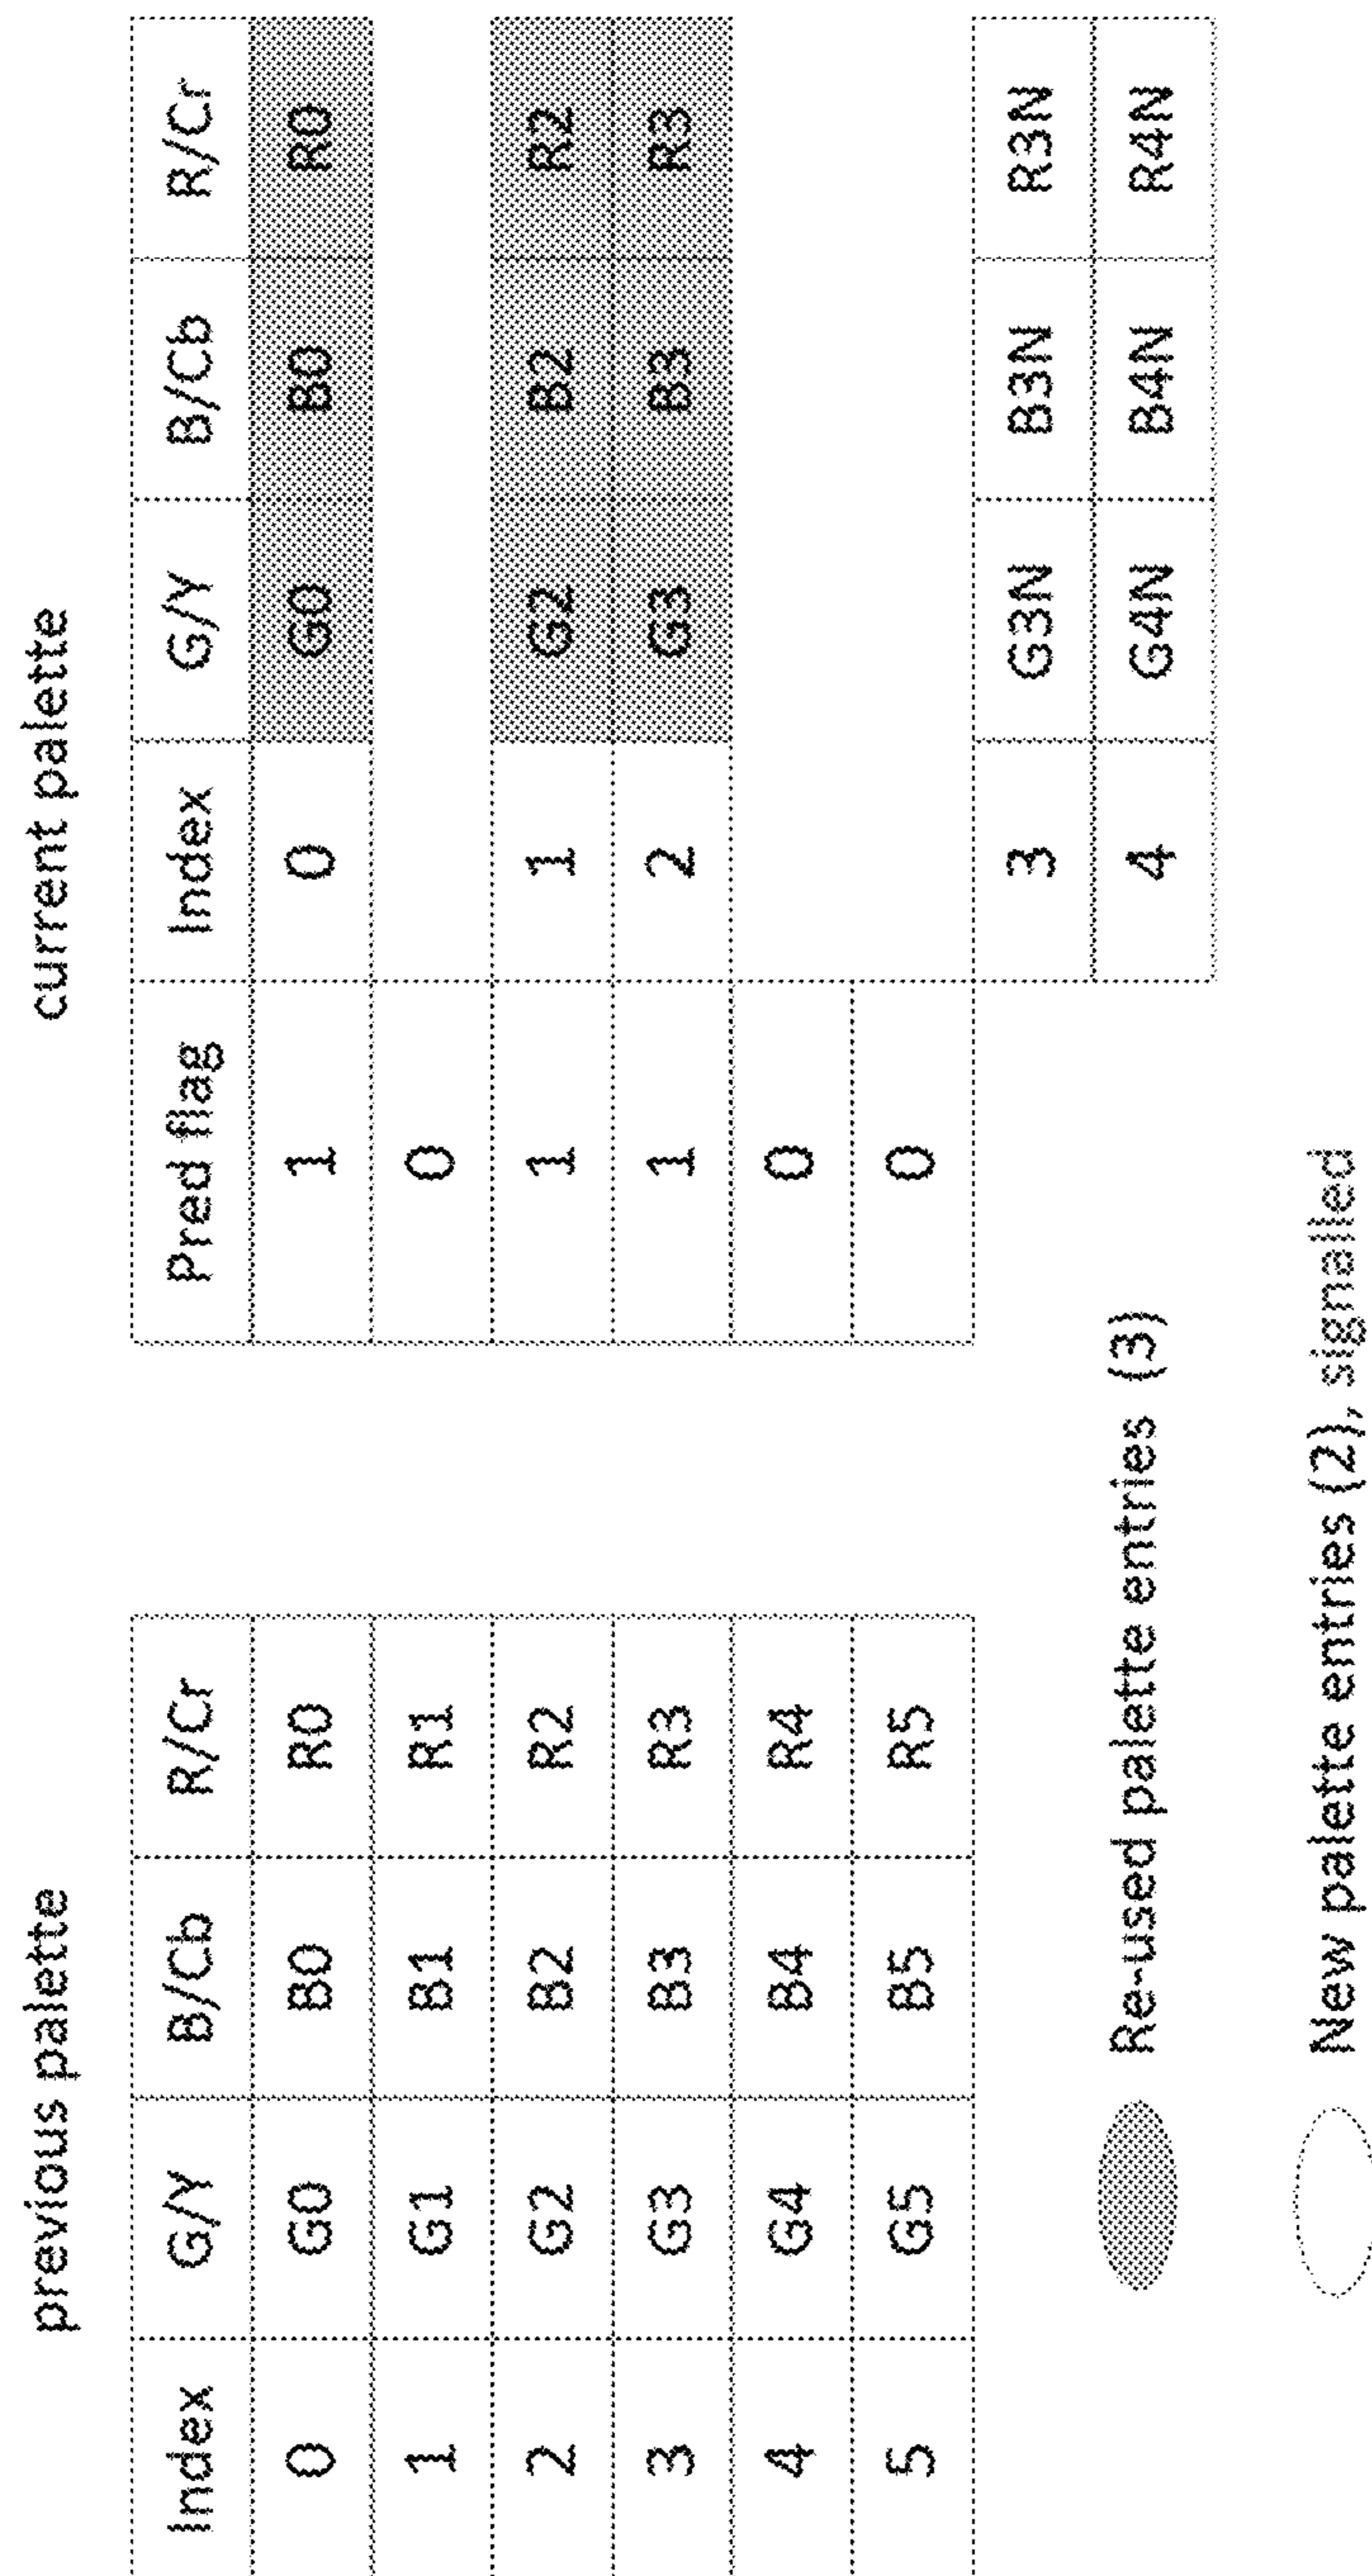 previous palette
Index G/Y B/Cb R/Cr
0 G0 B0 R0
1 G1 B1 R1
2 G2 B2 R2
3 G3 B3 R3
4 G4 B4 R4
5 G5 B5 R5
current palette
Pred flag Index G/Y B/Cb R/Cr
1 0 G0 B0 R0
0
1 1 G2 B2 R2
1 2 G3 B3 R3
0
0
3 G3N B3N R3N
4 G4N B4N R4N
Re-used palette entries (3)
New palette entries (2), signalled